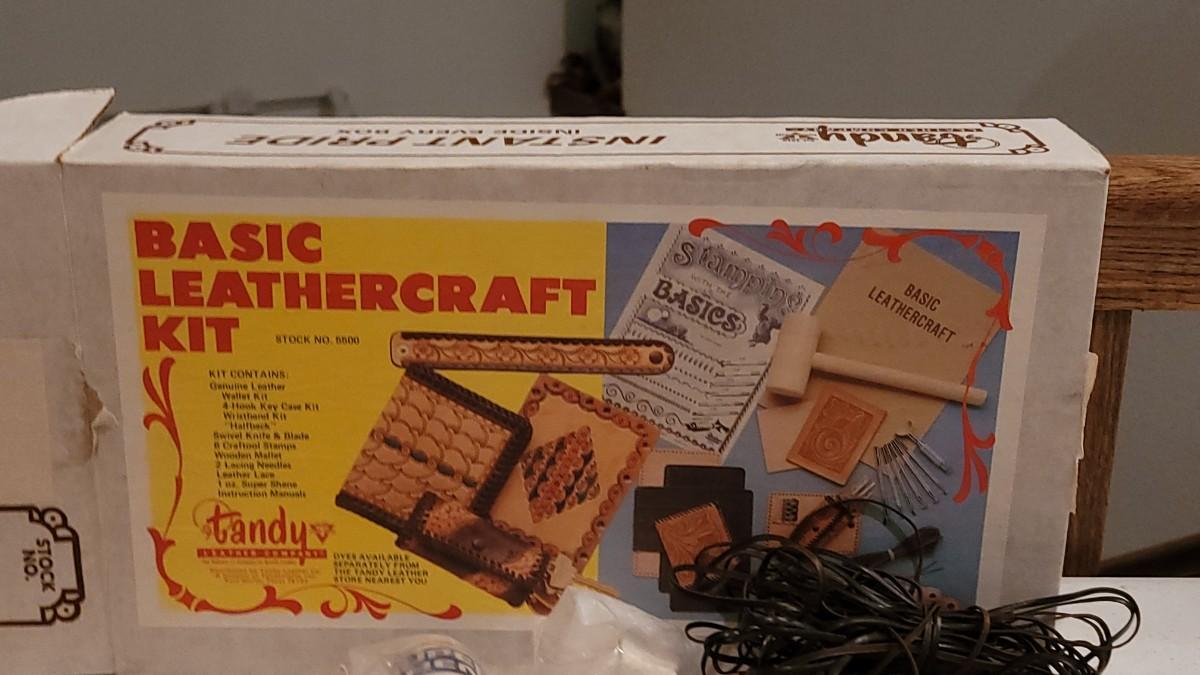 tandy
INSTANT PRIDE
INSIDE EVERY BOX
BASIC
LEATHERCRAFT
KIT
STOCK NO. 5500
KIT CONTAINS:
Genuine Leather
Wallet Kit
4-Hook Key Case Kit
Wristband Kit
"Halfback"
Swivel Knife & Blade
6 Craftool Stamps
Wooden Mallet
2 Lacing Needles
Leather Lace
1 oz. Super Shene
Instruction Manuals
tandy
LEATHER COMPANY
DYES AVAILABLE
SEPARATELY FROM
THE TANDY LEATHER
STORE NEAREST YOU
Stamping
WITH THE
BASICS
BASIC
LEATHERCRAFT
STOCK
NO.